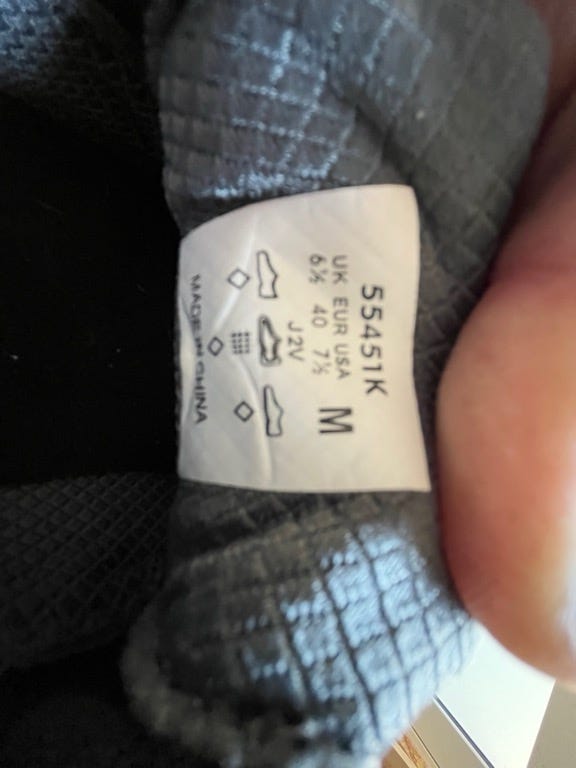 55451K
UK EUR USA
6½ 40 7½ M
J2V
MADE IN CHINA